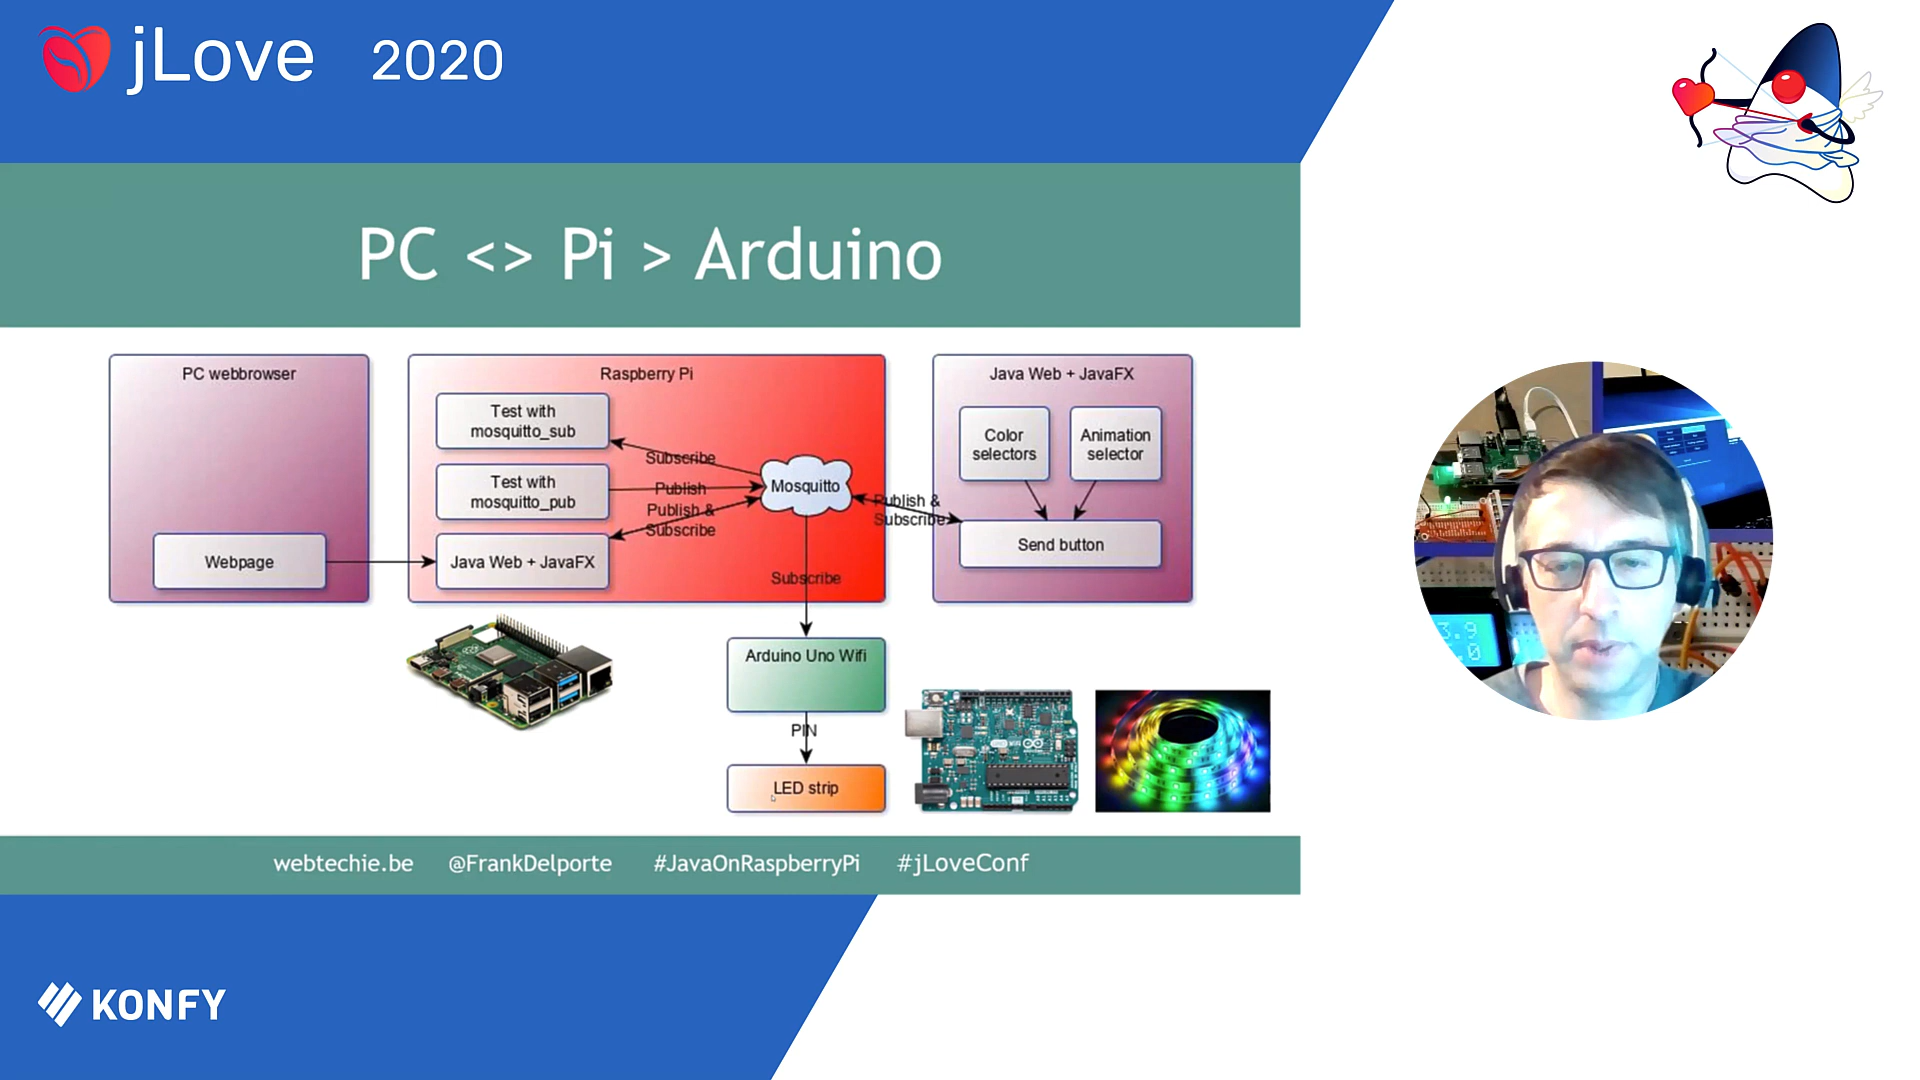 jLove 2020
PC <> Pi > Arduino
PC webbrowser
Webpage
Raspberry Pi
Test with
mosquitto_sub
Test with
mosquitto_pub
Java Web + JavaFX
Subscribe
Publish
Publish &
Subscribe
Mosquitto
Subscribe
Publish &
Subscribe
Java Web + JavaFX
Color
selectors
Animation
selector
Send button
Arduino Uno Wifi
PIN
LED strip
webtechie.be @FrankDelporte #JavaOnRaspberryPi #jLoveConf
3.9
KONFY